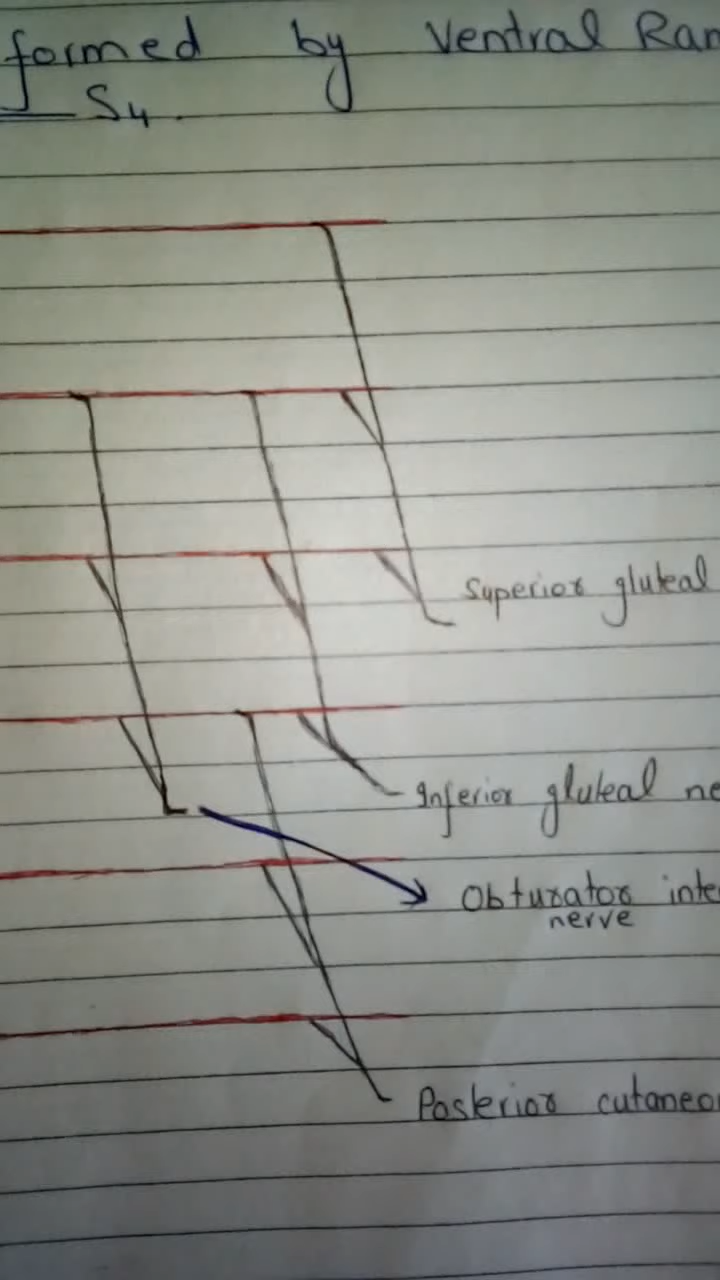 formed by Ventral Ram
S4.
Superior gluteal
Inferior gluteal ne
Obturator inte
nerve
Posterior cutaneo